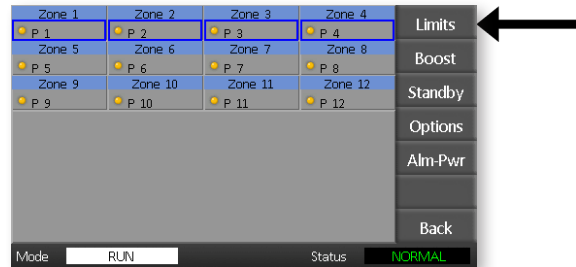 Zone 1 Zone 2 Zone 3 Zone 4 Limits
P 1 P 2 P 3 P 4
Zone 5 Zone 6 Zone 7 Zone 8 Boost
P 5 P 6 P 7 P 8
Zone 9 Zone 10 Zone 11 Zone 12 Standby
P 9 P 10 P 11 P 12
Options
Alm-Pwr
Back
Mode RUN Status NORMAL